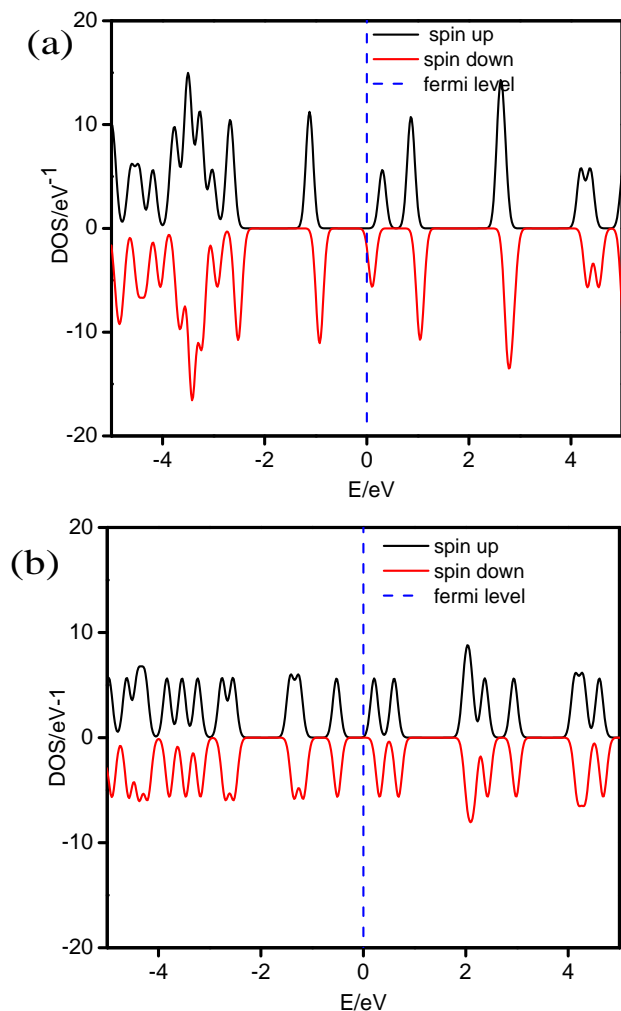 (a)
20
10
0
-10
-20
DOS/eV⁻¹
spin up
spin down
fermi level
-4 -2 0 2 4
E/eV
(b)
20
10
0
-10
-20
DOS/eV-1
spin up
spin down
fermi level
-4 -2 0 2 4
E/eV